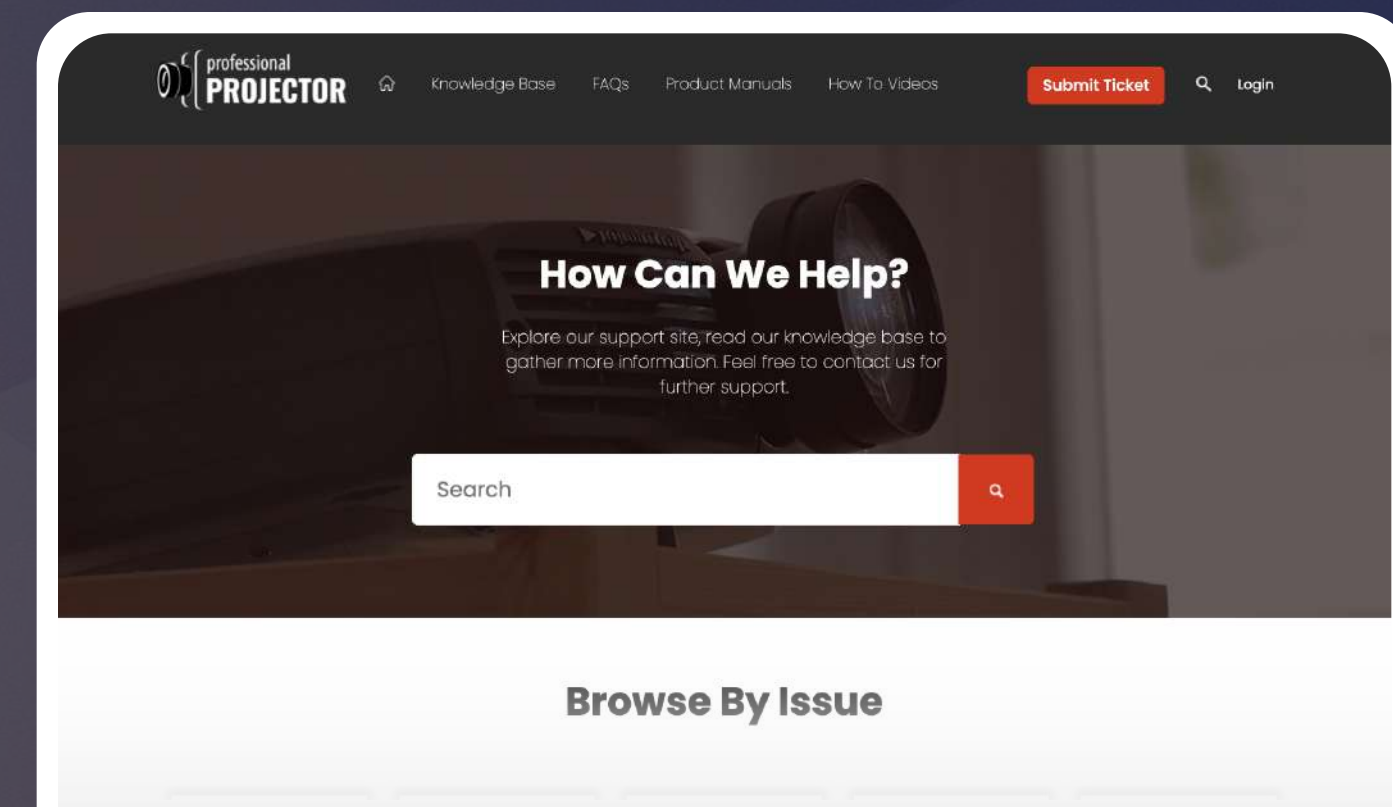 professional
PROJECTOR
Knowledge Base
FAQs
Product Manuals
How To Videos
Submit Ticket
Login
How Can We Help?
Explore our support site, read our knowledge base to
gather more information. Feel free to contact us for
further support.
Search
Browse By Issue